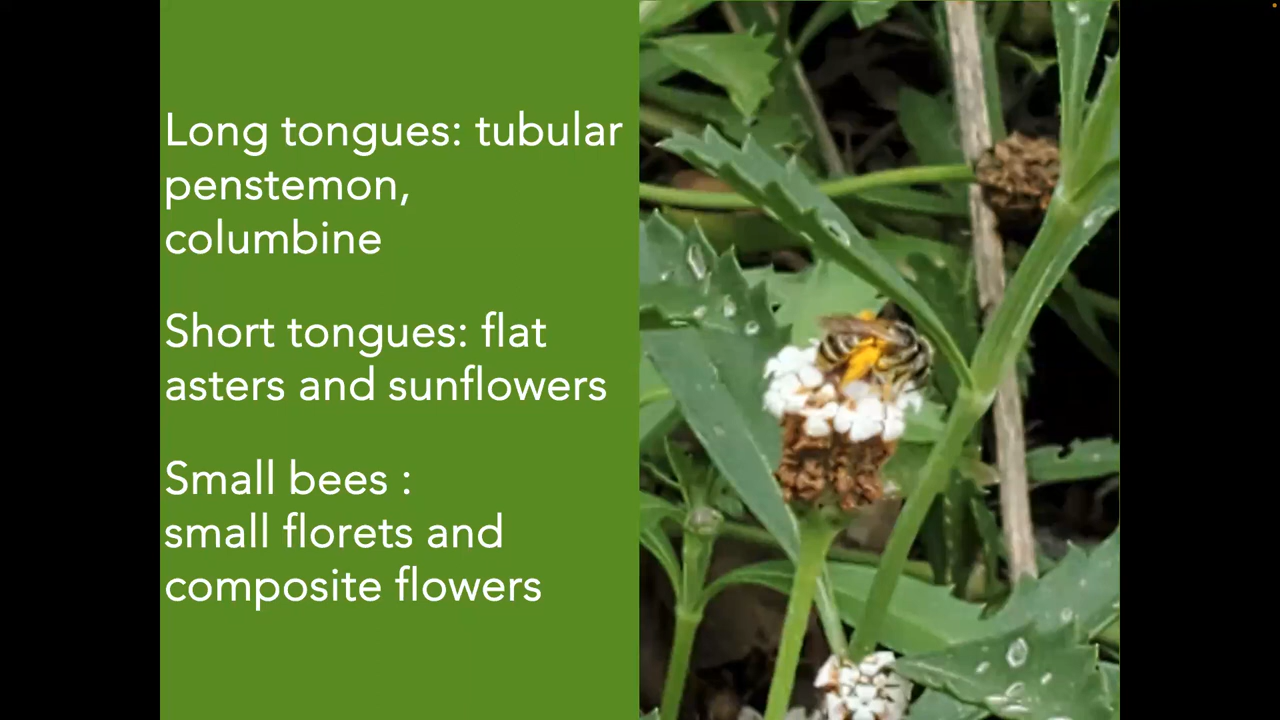 Long tongues: tubular
penstemon,
columbine
Short tongues: flat
asters and sunflowers
Small bees :
small florets and
composite flowers